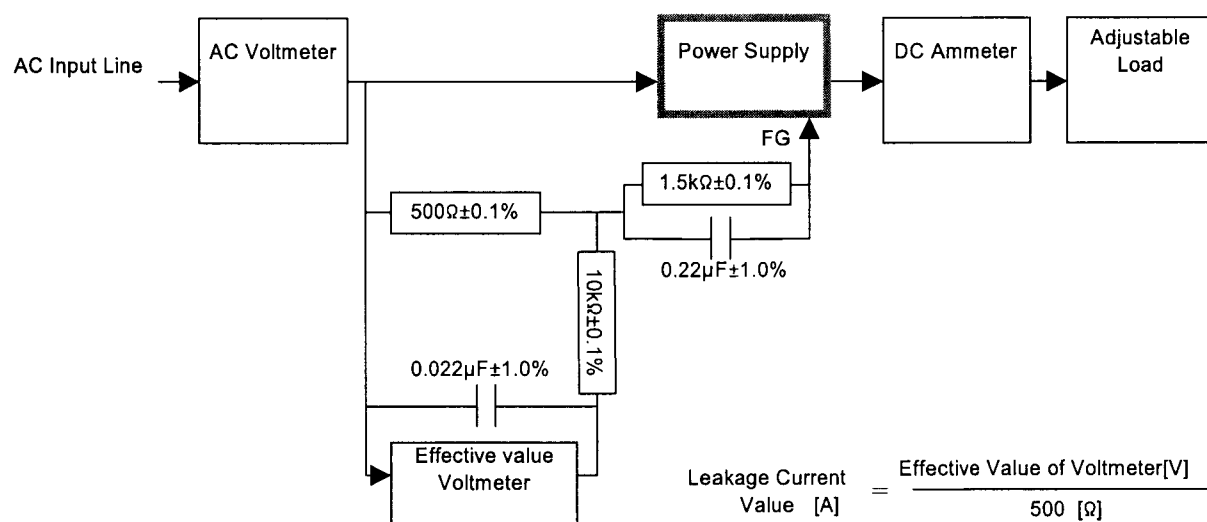 AC Input Line
AC Voltmeter
Power Supply
DC Ammeter
Adjustable
Load
FG
1.5kΩ±0.1%
500Ω±0.1%
0.22µF±1.0%
10kΩ±0.1%
0.022µF±1.0%
Effective value
Voltmeter
Leakage Current
Value [A]
=
Effective Value of Voltmeter[V]
500 [Ω]